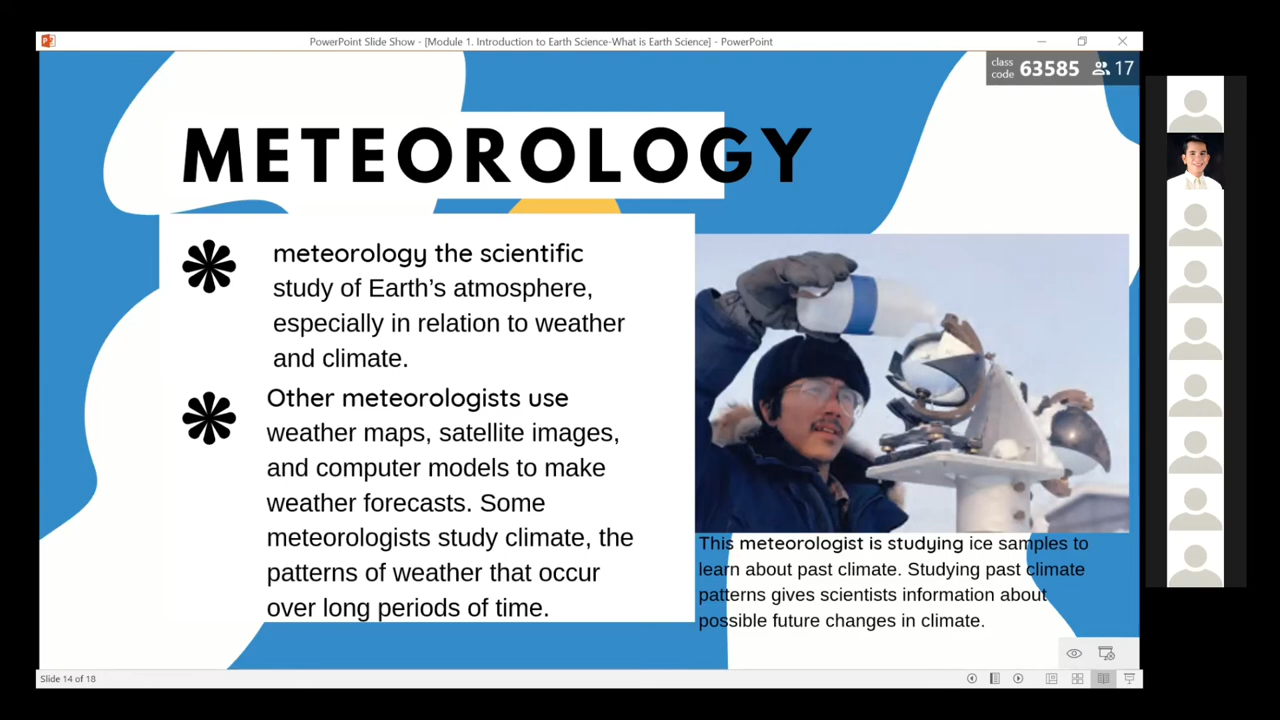 PowerPoint Slide Show - [Module 1. Introduction to Earth Science-What is Earth Science] - PowerPoint
class
code 63585 17
METEOROLOGY
meteorology the scientific
study of Earth's atmosphere,
especially in relation to weather
and climate.
Other meteorologists use
weather maps, satellite images,
and computer models to make
weather forecasts. Some
meteorologists study climate, the
patterns of weather that occur
over long periods of time.
This meteorologist is studying ice samples to
learn about past climate. Studying past climate
patterns gives scientists information about
possible future changes in climate.
Slide 14 of 18